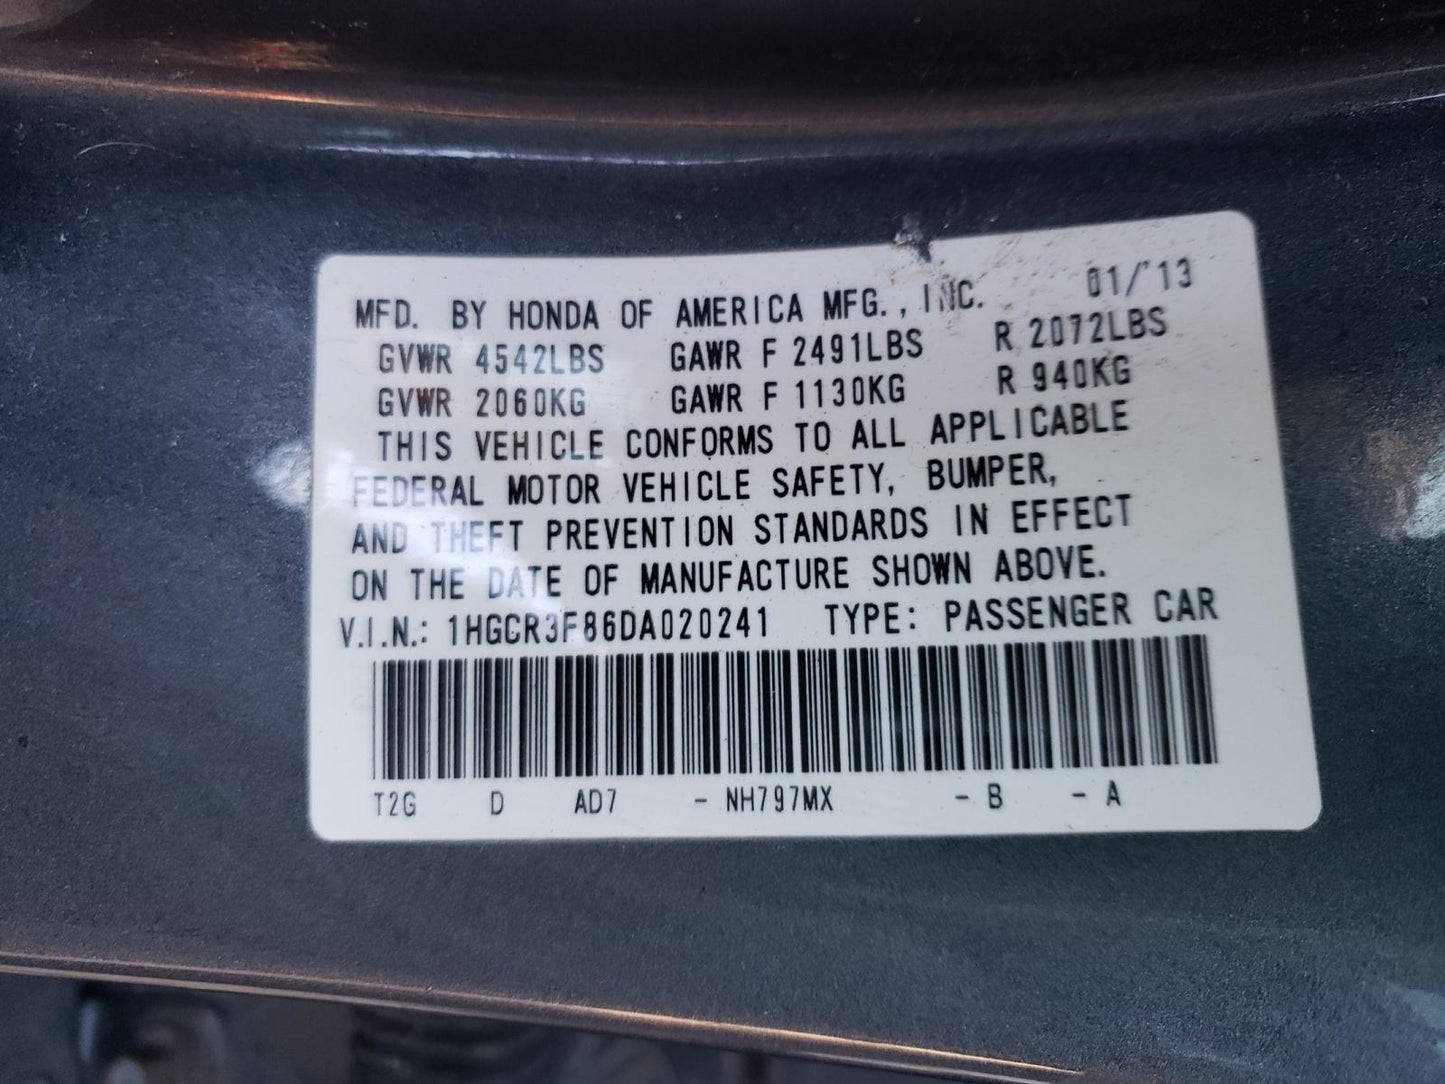 MFD. BY HONDA OF AMERICA MFG., INC. 01/'13
GVWR 4542LBS GAWR F 2491LBS R 2072LBS
GVWR 2060KG GAWR F 1130KG R 940KG
THIS VEHICLE CONFORMS TO ALL APPLICABLE
FEDERAL MOTOR VEHICLE SAFETY, BUMPER,
AND THEFT PREVENTION STANDARDS IN EFFECT
ON THE DATE OF MANUFACTURE SHOWN ABOVE.
V.I.N.: 1HGCR3F86DA020241 TYPE: PASSENGER CAR
T2G D AD7 - NH797MX - B - A